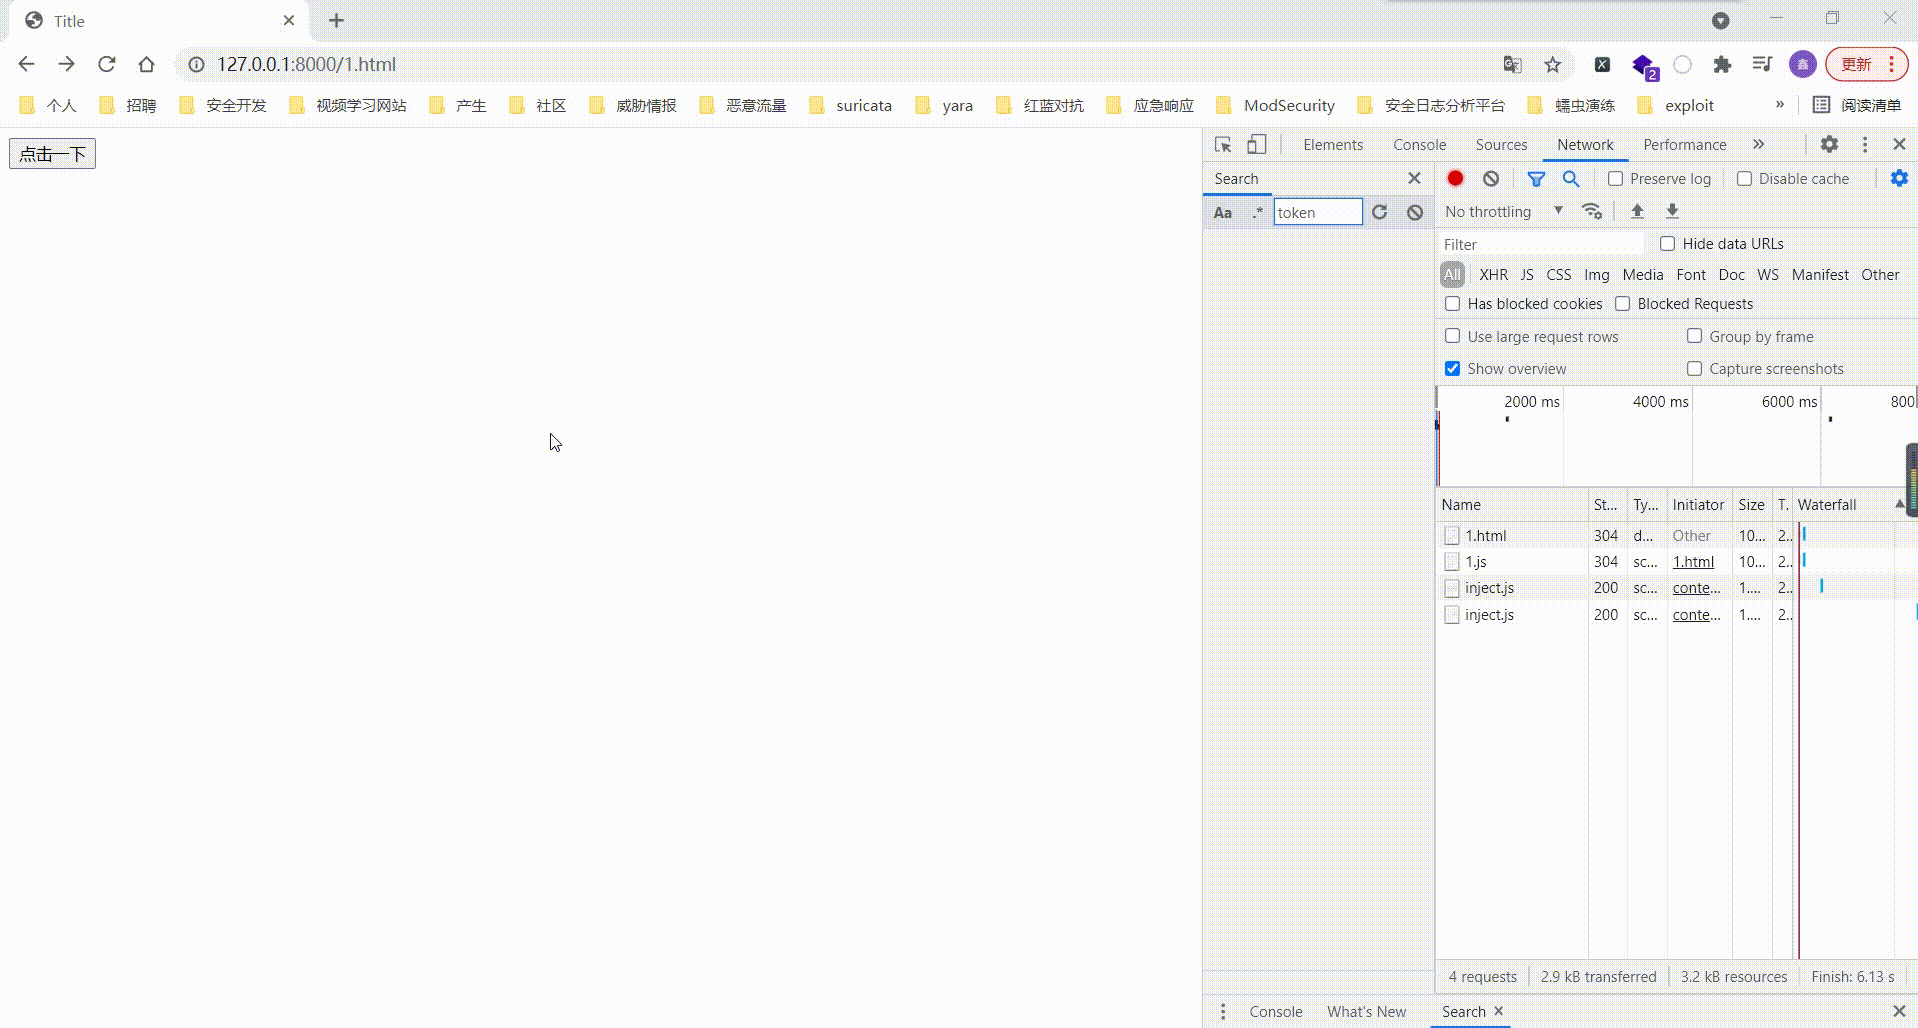 Title
127.0.0.1:8000/1.html
2
鑫
更新
个人 招聘 安全开发 视频学习网站 产生 社区 威胁情报 恶意流量 suricata yara 红蓝对抗 应急响应 ModSecurity 安全日志分析平台 蠕虫演练 exploit » 阅读清单
点击一下
Elements Console Sources Network Performance »
Search
Aa .* token
Preserve log Disable cache
No throttling
Filter Hide data URLs
All XHR JS CSS Img Media Font Doc WS Manifest Other
Has blocked cookies Blocked Requests
Use large request rows Group by frame
Show overview Capture screenshots
2000 ms 4000 ms 6000 ms 800
Name St... Ty... Initiator Size T. Waterfall
1.html 304 d... Other 10... 2..
1.js 304 sc... 1.html 10... 2..
inject.js 200 sc... conte... 1.... 2..
inject.js 200 sc... conte... 1.... 2..
4 requests 2.9 kB transferred 3.2 kB resources Finish: 6.13 s
Console What's New Search